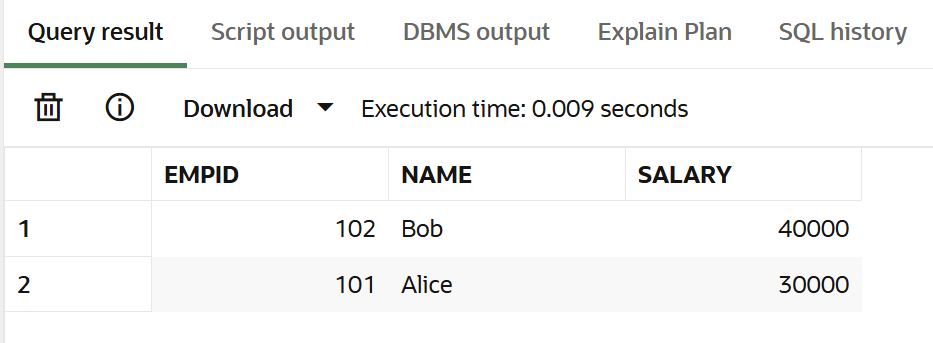 Query result Script output DBMS output Explain Plan SQL history
Download Execution time: 0.009 seconds
EMPID NAME SALARY
1 102 Bob 40000
2 101 Alice 30000